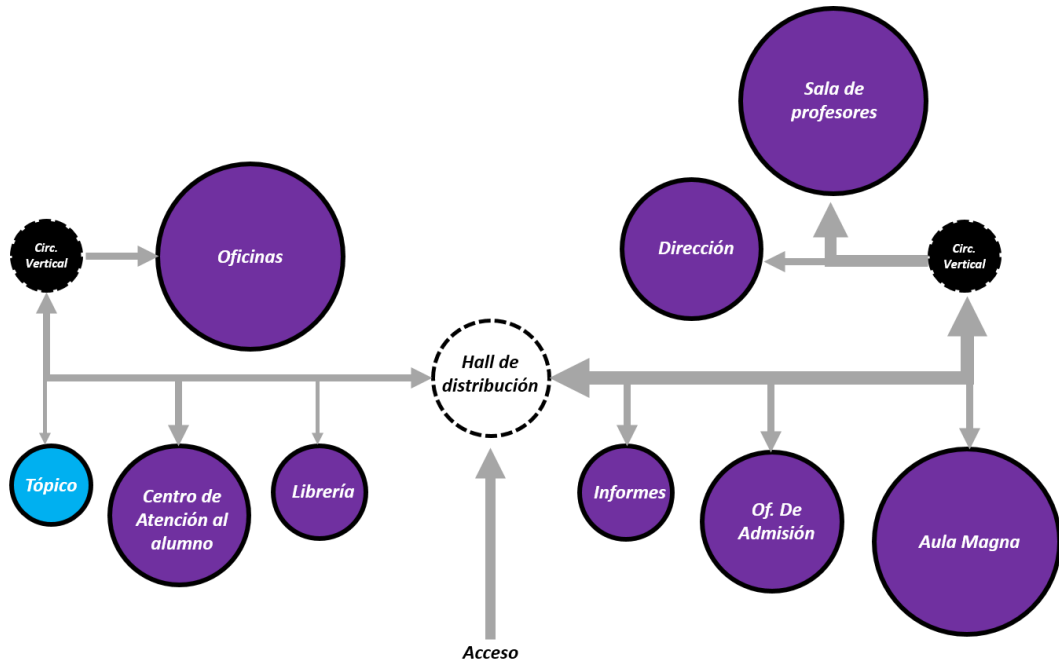 Sala de
profesores
Circ.
Vertical
Oficinas
Dirección
Circ.
Vertical
Hall de
distribución
Tópico
Centro de
Atención al
alumno
Librería
Informes
Of. De
Admisión
Aula Magna
Acceso